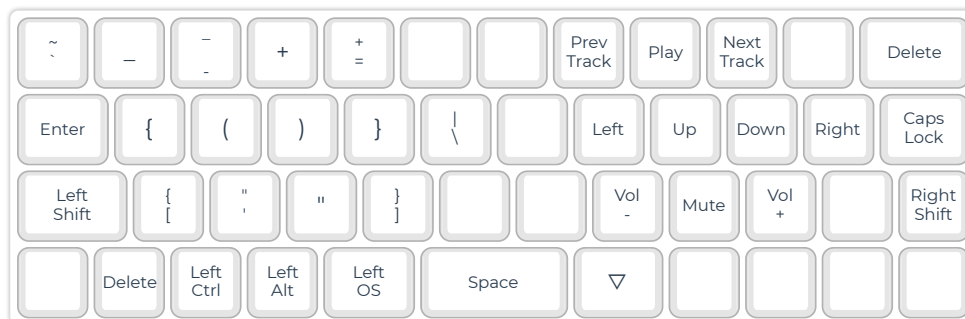 ~
`
_
_
-
+
+
=
Prev
Track
Play
Next
Track
Delete
Enter
{
(
)
}
|
\
Left
Up
Down
Right
Caps
Lock
Left
Shift
{
[
"
'
"
}
]
Vol
-
Mute
Vol
+
Right
Shift
Delete
Left
Ctrl
Left
Alt
Left
OS
Space
▽